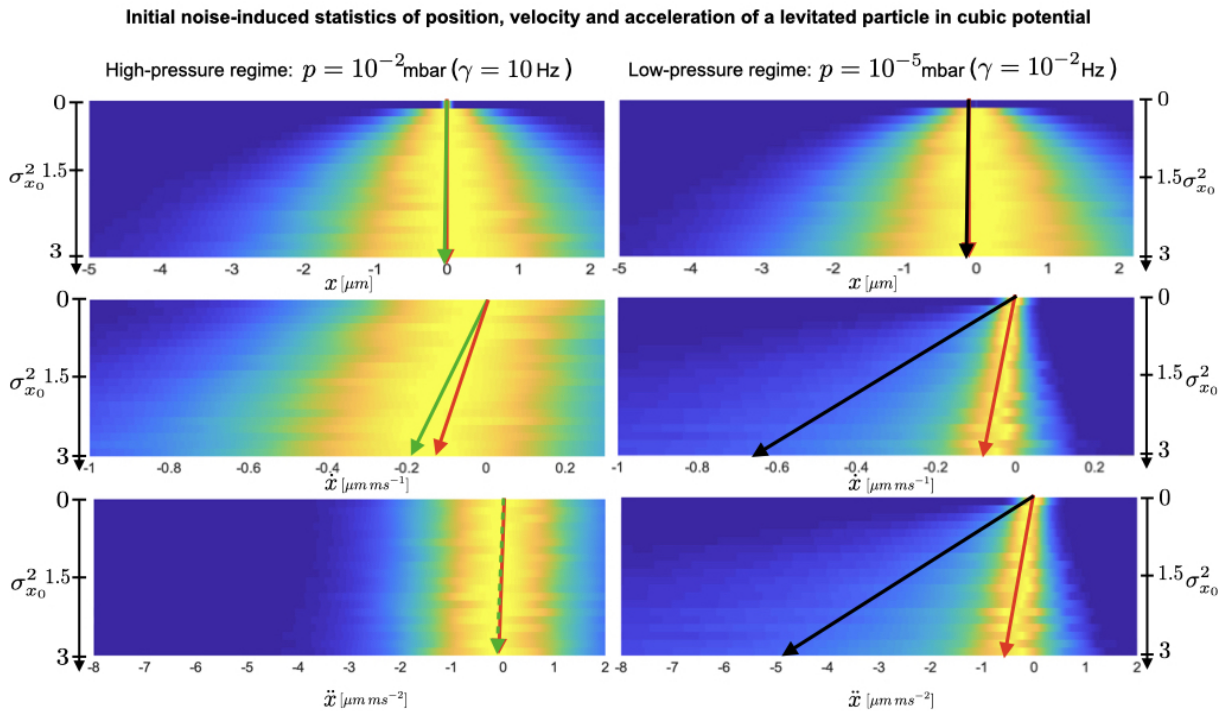 Initial noise-induced statistics of position, velocity and acceleration of a levitated particle in cubic potential
High-pressure regime: p = 10⁻² mbar (γ = 10 Hz )
Low-pressure regime: p = 10⁻⁵ mbar (γ = 10⁻² Hz )
0
σ²ₓ₀ 1.5
3
-5 -4 -3 -2 -1 0 1 2
x [μm]
0
1.5 σ²ₓ₀
3
-5 -4 -3 -2 -1 0 1 2
x [μm]
0
σ²ₓ₀ 1.5
3
-1 -0.8 -0.6 -0.4 -0.2 0 0.2
ẋ [μm ms⁻¹]
0
1.5 σ²ₓ₀
3
-1 -0.8 -0.6 -0.4 -0.2 0 0.2
ẋ [μm ms⁻¹]
0
σ²ₓ₀ 1.5
3
-8 -7 -6 -5 -4 -3 -2 -1 0 1 2
ẍ [μm ms⁻²]
0
1.5 σ²ₓ₀
3
-8 -7 -6 -5 -4 -3 -2 -1 0 1 2
ẍ [μm ms⁻²]